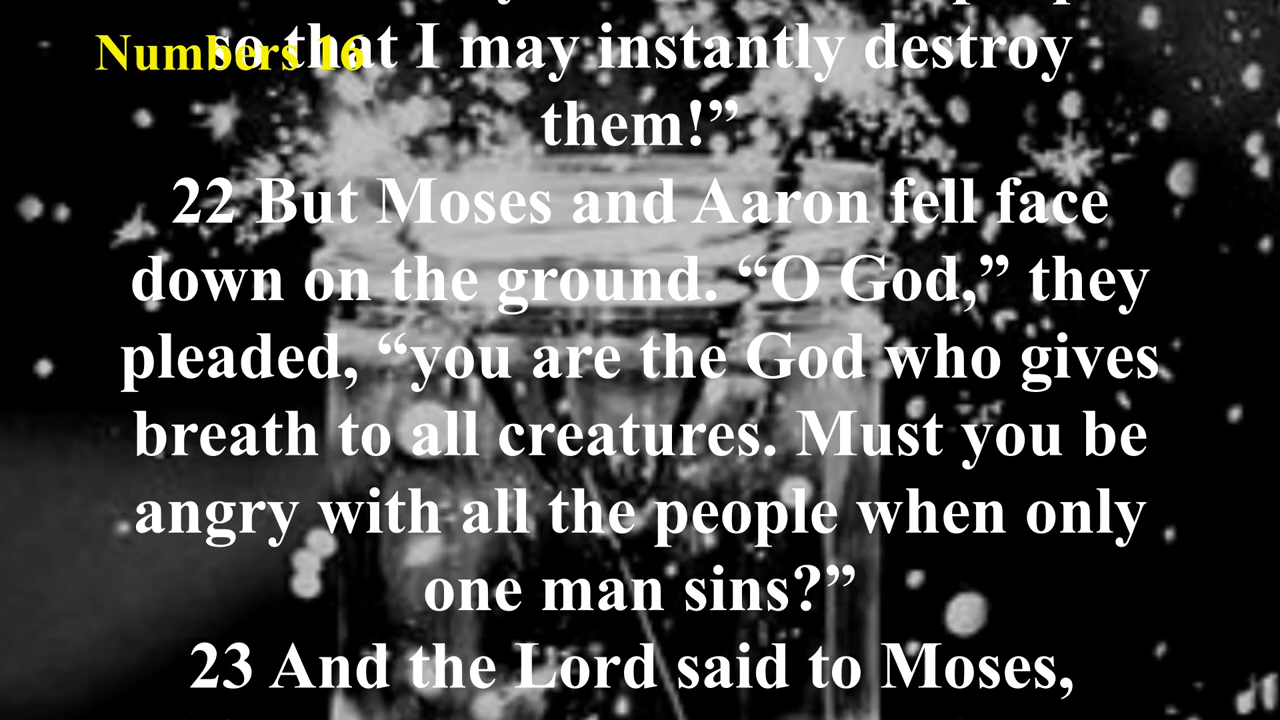 Numbers 16
so that I may instantly destroy
them!”
22 But Moses and Aaron fell face
down on the ground. “O God,” they
pleaded, “you are the God who gives
breath to all creatures. Must you be
angry with all the people when only
one man sins?”
23 And the Lord said to Moses,